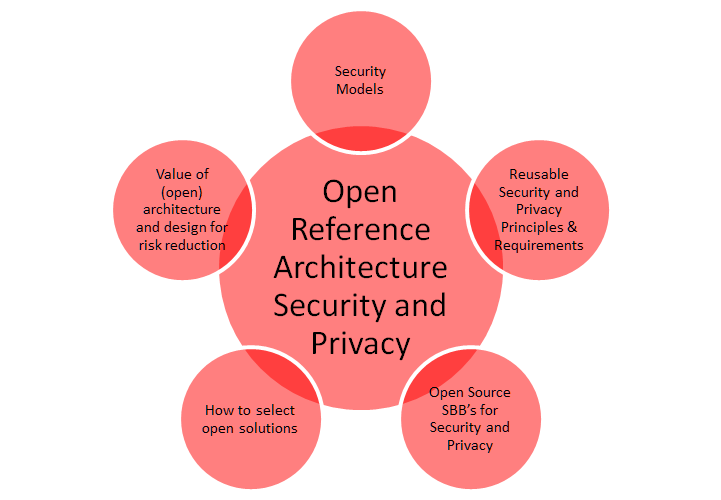 Security
Models
Value of
(open)
architecture
and design for
risk reduction
Open
Reference
Architecture
Security and
Privacy
Reusable
Security and
Privacy
Principles &
Requirements
How to select
open solutions
Open Source
SBB's for
Security and
Privacy